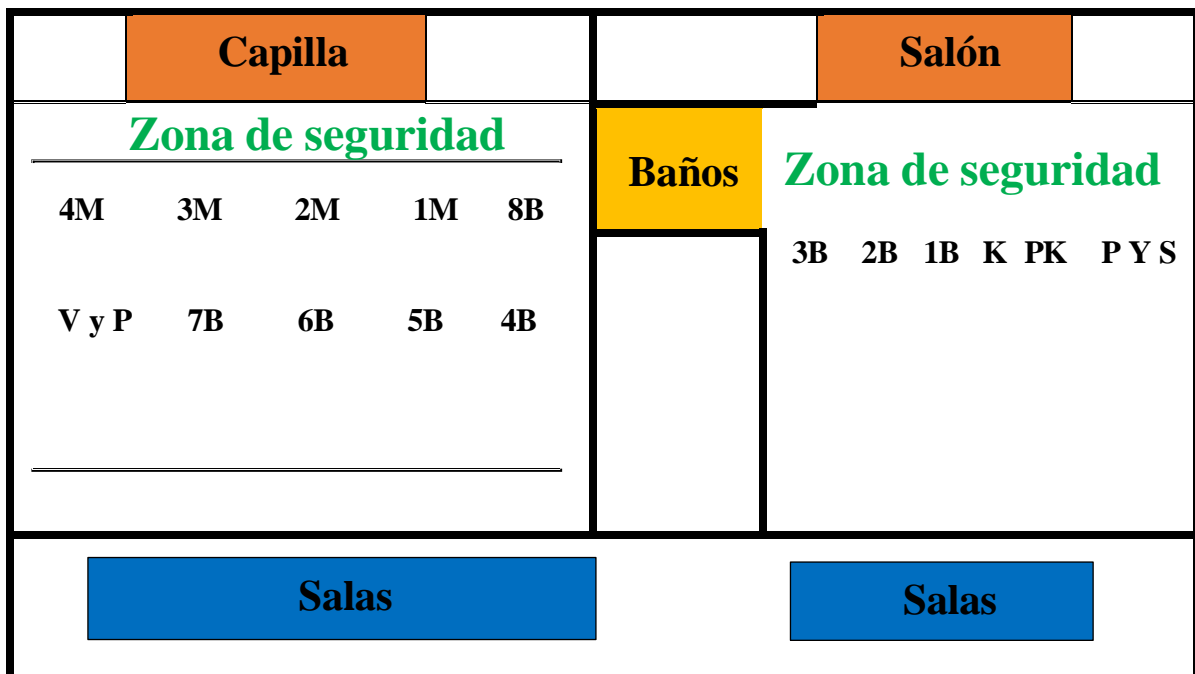 Capilla
Salón
Zona de seguridad
4M 3M 2M 1M 8B
V y P 7B 6B 5B 4B
Baños
Zona de seguridad
3B 2B 1B K PK P Y S
Salas
Salas